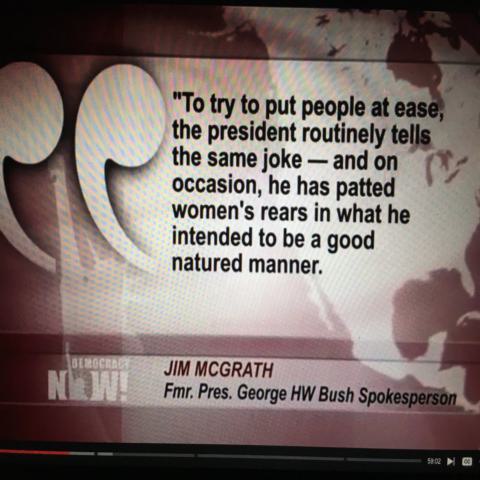 "To try to put people at ease,
the president routinely tells
the same joke — and on
occasion, he has patted
women's rears in what he
intended to be a good
natured manner.
DEMOCRACY
NOW!
JIM MCGRATH
Fmr. Pres. George HW Bush Spokesperson
59:02
CC